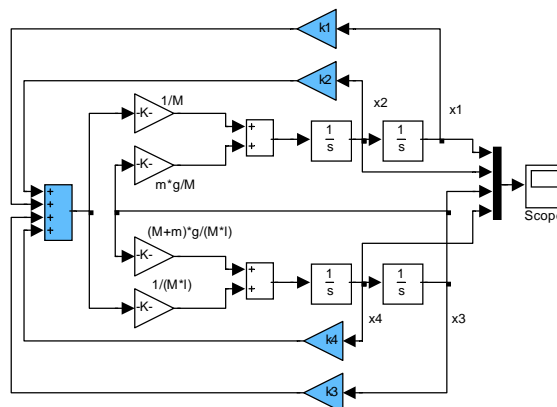 k1
k2
1/M
x2
x1
-K-
+
+
1
s
1
s
-K-
m*g/M
+
+
+
+
Scope
(M+m)*g/(M*l)
-K-
+
+
1
s
1
s
1/(M*l)
-K-
x4
x3
k4
k3